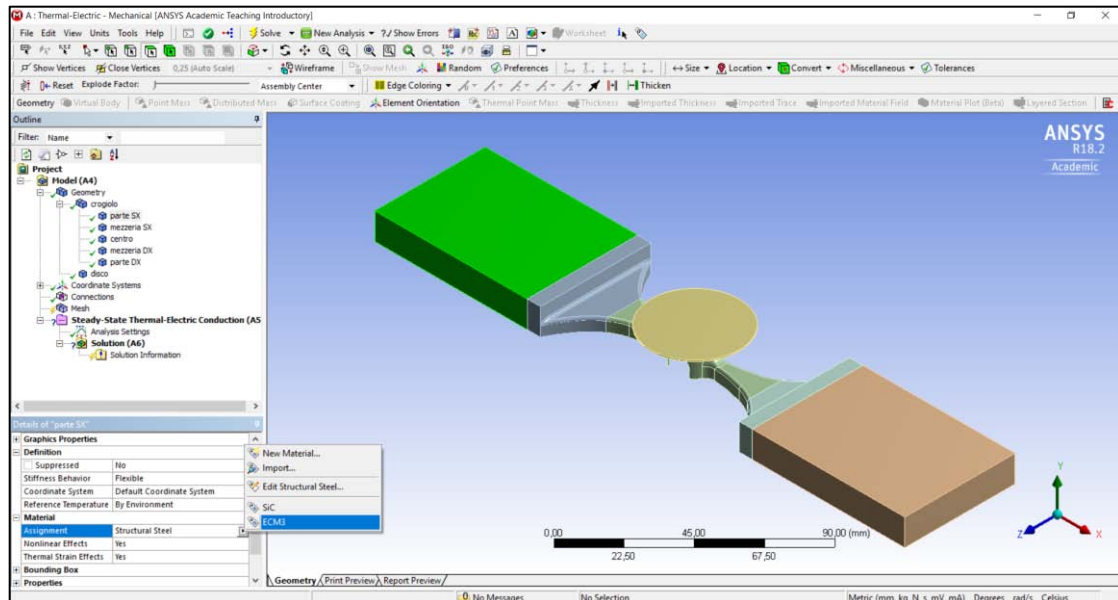 A : Thermal-Electric - Mechanical [ANSYS Academic Teaching Introductory]
File Edit View Units Tools Help Solve New Analysis ?/ Show Errors Worksheet
Show Vertices Close Vertices 0,25 (Auto Scale) Wireframe Show Mesh Random Preferences Size Location Convert Miscellaneous Tolerances
Reset Explode Factor: Assembly Center Edge Coloring Thicken
Geometry Virtual Body Point Mass Distributed Mass Surface Coating Element Orientation Thermal Point Mass Thickness Imported Thickness Imported Trace Imported Material Field Material Plot (Beta) Layered Section
Outline
Filter: Name
Project
Model (A4)
Geometry
crogiolo
parte SX
mezzeria SX
centro
mezzeria DX
parte DX
disco
Coordinate Systems
Connections
Mesh
Steady-State Thermal-Electric Conduction (A5
Analysis Settings
Solution (A6)
Solution Information
Details of "parte SX"
Graphics Properties
Definition
Suppressed No
Stiffness Behavior Flexible
Coordinate System Default Coordinate System
Reference Temperature By Environment
Material
Assignment Structural Steel
Nonlinear Effects Yes
Thermal Strain Effects Yes
Bounding Box
Properties
New Material...
Import...
Edit Structural Steel...
SiC
ECM3
ANSYS
R18.2
Academic
0,00 45,00 90,00 (mm)
22,50 67,50
Y
Z X
Geometry Print Preview Report Preview
0 No Messages No Selection Metric (mm, kg, N, s, mV, mA) Degrees rad/s Celsius